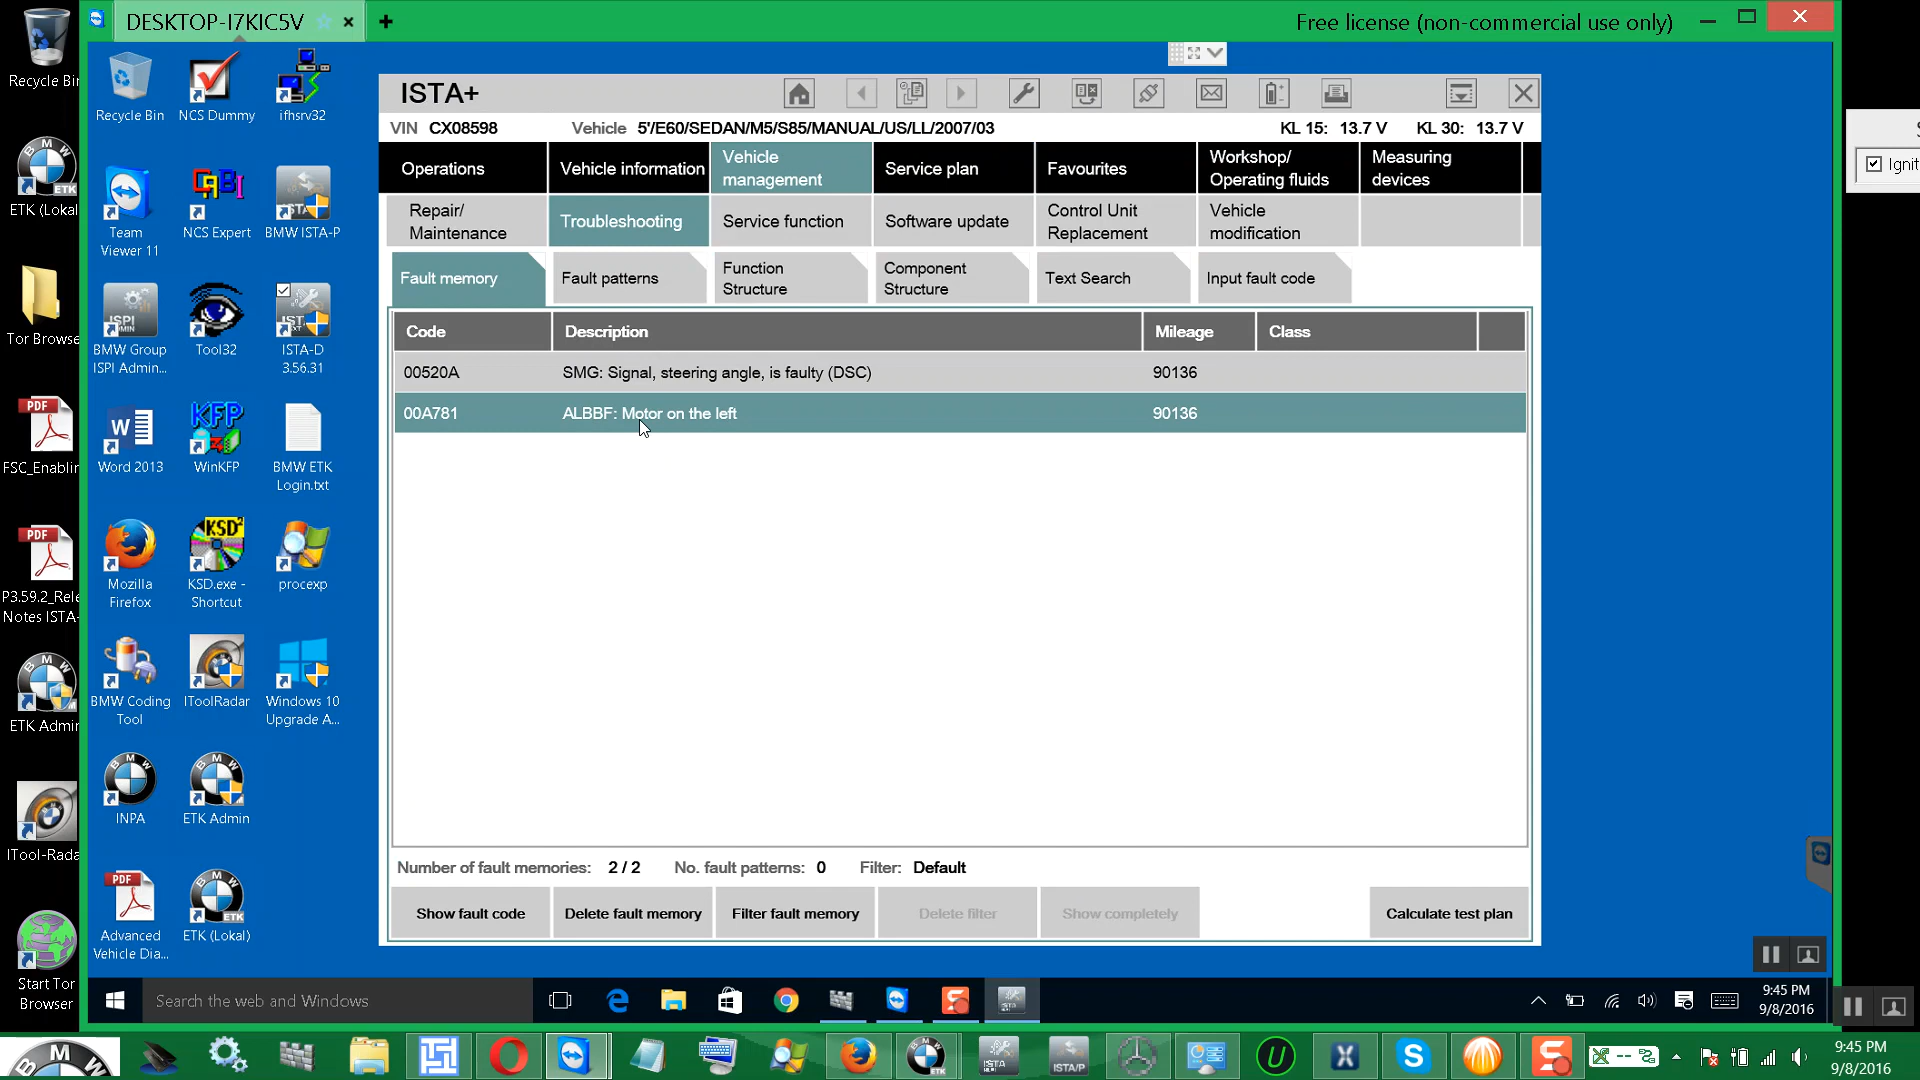 DESKTOP-I7KIC5V
Free license (non-commercial use only)
Recycle Bin
ETK (Lokal
Tor Browse
FSC_Enablin
P3.59.2_Rele
Notes ISTA-
ETK Admin
ITool-Rada
Start Tor
Browser
Recycle Bin
NCS Dummy
ifhsrv32
Team
Viewer 11
NCS Expert
BMW ISTA-P
BMW Group
ISPI Admin...
Tool32
ISTA-D
3.56.31
Word 2013
WinKFP
BMW ETK
Login.txt
Mozilla
Firefox
KSD.exe -
Shortcut
procexp
BMW Coding
Tool
IToolRadar
Windows 10
Upgrade A...
INPA
ETK Admin
Advanced
Vehicle Dia...
ETK (Lokal)
ISTA+
VIN CX08598 Vehicle 5'/E60/SEDAN/M5/S85/MANUAL/US/LL/2007/03 KL 15: 13.7 V KL 30: 13.7 V
Operations
Vehicle information
Vehicle
management
Service plan
Favourites
Workshop/
Operating fluids
Measuring
devices
Repair/
Maintenance
Troubleshooting
Service function
Software update
Control Unit
Replacement
Vehicle
modification
Fault memory
Fault patterns
Function
Structure
Component
Structure
Text Search
Input fault code
Code Description Mileage Class
00520A SMG: Signal, steering angle, is faulty (DSC) 90136
00A781 ALBBF: Motor on the left 90136
Number of fault memories: 2 / 2 No. fault patterns: 0 Filter: Default
Show fault code
Delete fault memory
Filter fault memory
Delete filter
Show completely
Calculate test plan
Ignit
Search the web and Windows
9:45 PM
9/8/2016
9:45 PM
9/8/2016